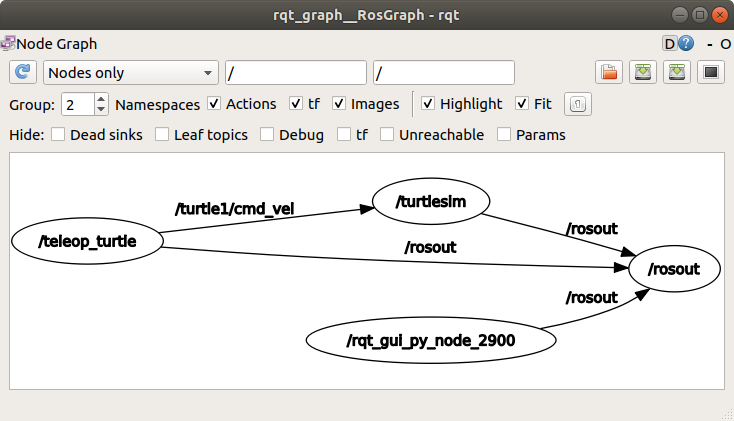 rqt_graph__RosGraph - rqt
Node Graph
D
?
- O
Nodes only
/
/
Group: 2 Namespaces Actions tf Images Highlight Fit
Hide: Dead sinks Leaf topics Debug tf Unreachable Params
/turtle1/cmd_vel
/turtlesim
/teleop_turtle
/rosout
/rosout
/rosout
/rosout
/rqt_gui_py_node_2900